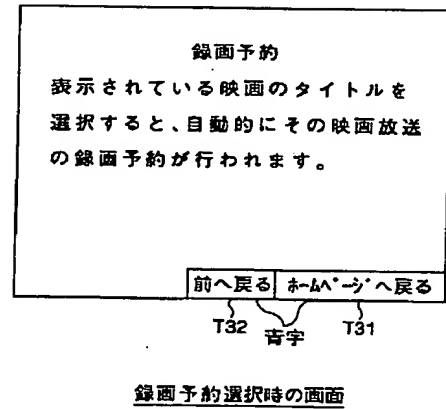 録画予約
表示されている映画のタイトルを
選択すると、自動的にその映画放送
の録画予約が行われます。
前へ戻る ホームページへ戻る
T32 青字 T31
録画予約選択時の画面